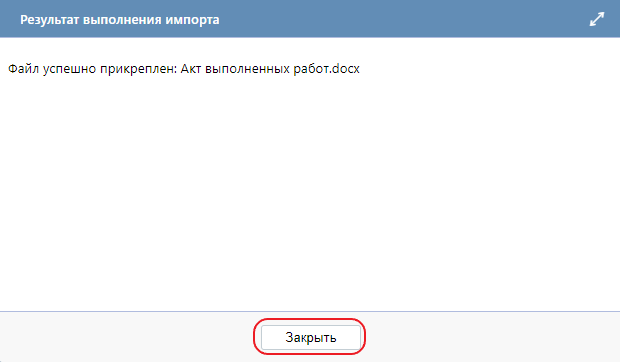 Результат выполнения импорта
Файл успешно прикреплен: Акт выполненных работ.docx
Закрыть